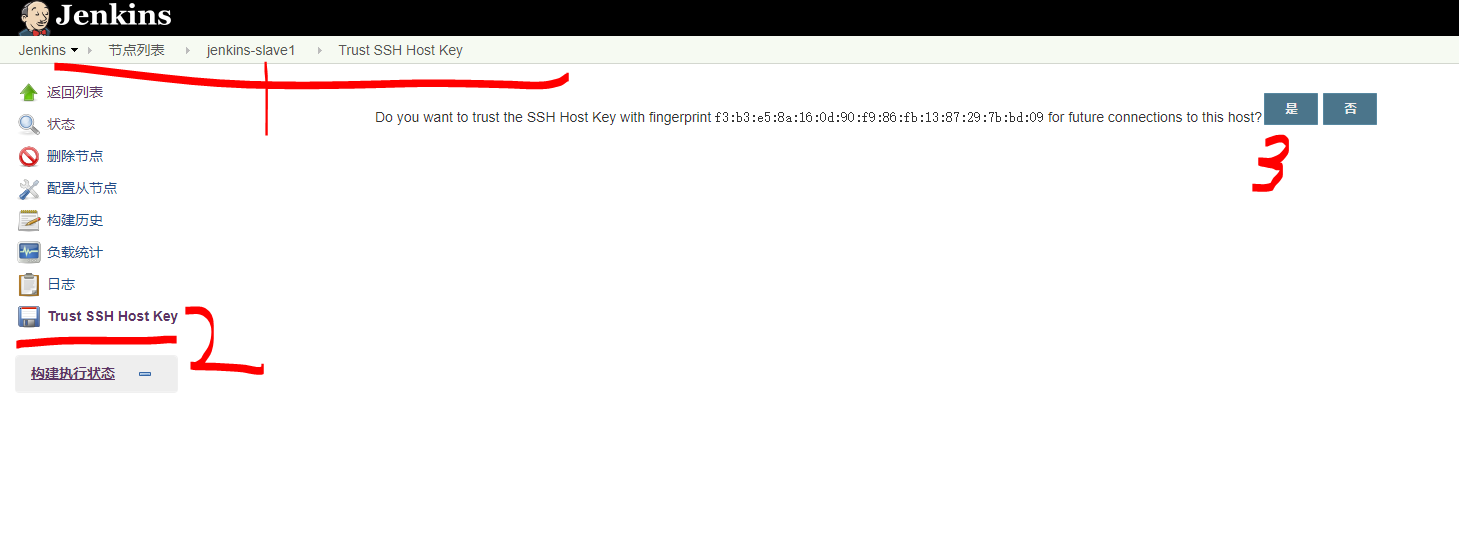 Jenkins
Jenkins 节点列表 jenkins-slave1 Trust SSH Host Key
1
返回列表
状态
删除节点
配置从节点
构建历史
负载统计
日志
Trust SSH Host Key
2
构建执行状态
Do you want to trust the SSH Host Key with fingerprint f3:b3:e5:8a:16:0d:90:f9:86:fb:13:87:29:7b:bd:09 for future connections to this host? 是 否
3